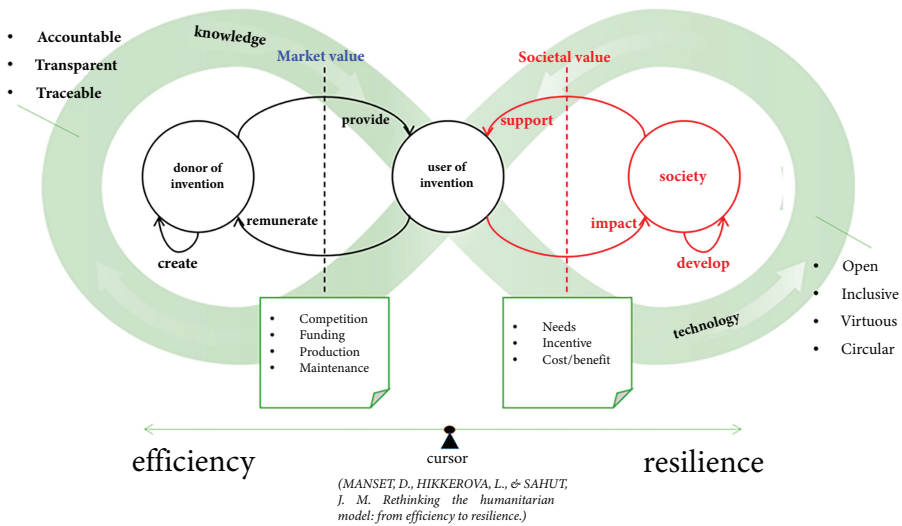 • Accountable
• Transparent
• Traceable
knowledge
Market value
Societal value
provide
support
donor of
invention
user of
invention
society
remunerate
impact
create
develop
• Competition
• Funding
• Production
• Maintenance
• Needs
• Incentive
• Cost/benefit
technology
• Open
• Inclusive
• Virtuous
• Circular
efficiency
cursor
resilience
(MANSET, D., HIKKEROVA, L., & SAHUT,
J. M. Rethinking the humanitarian
model: from efficiency to resilience.)